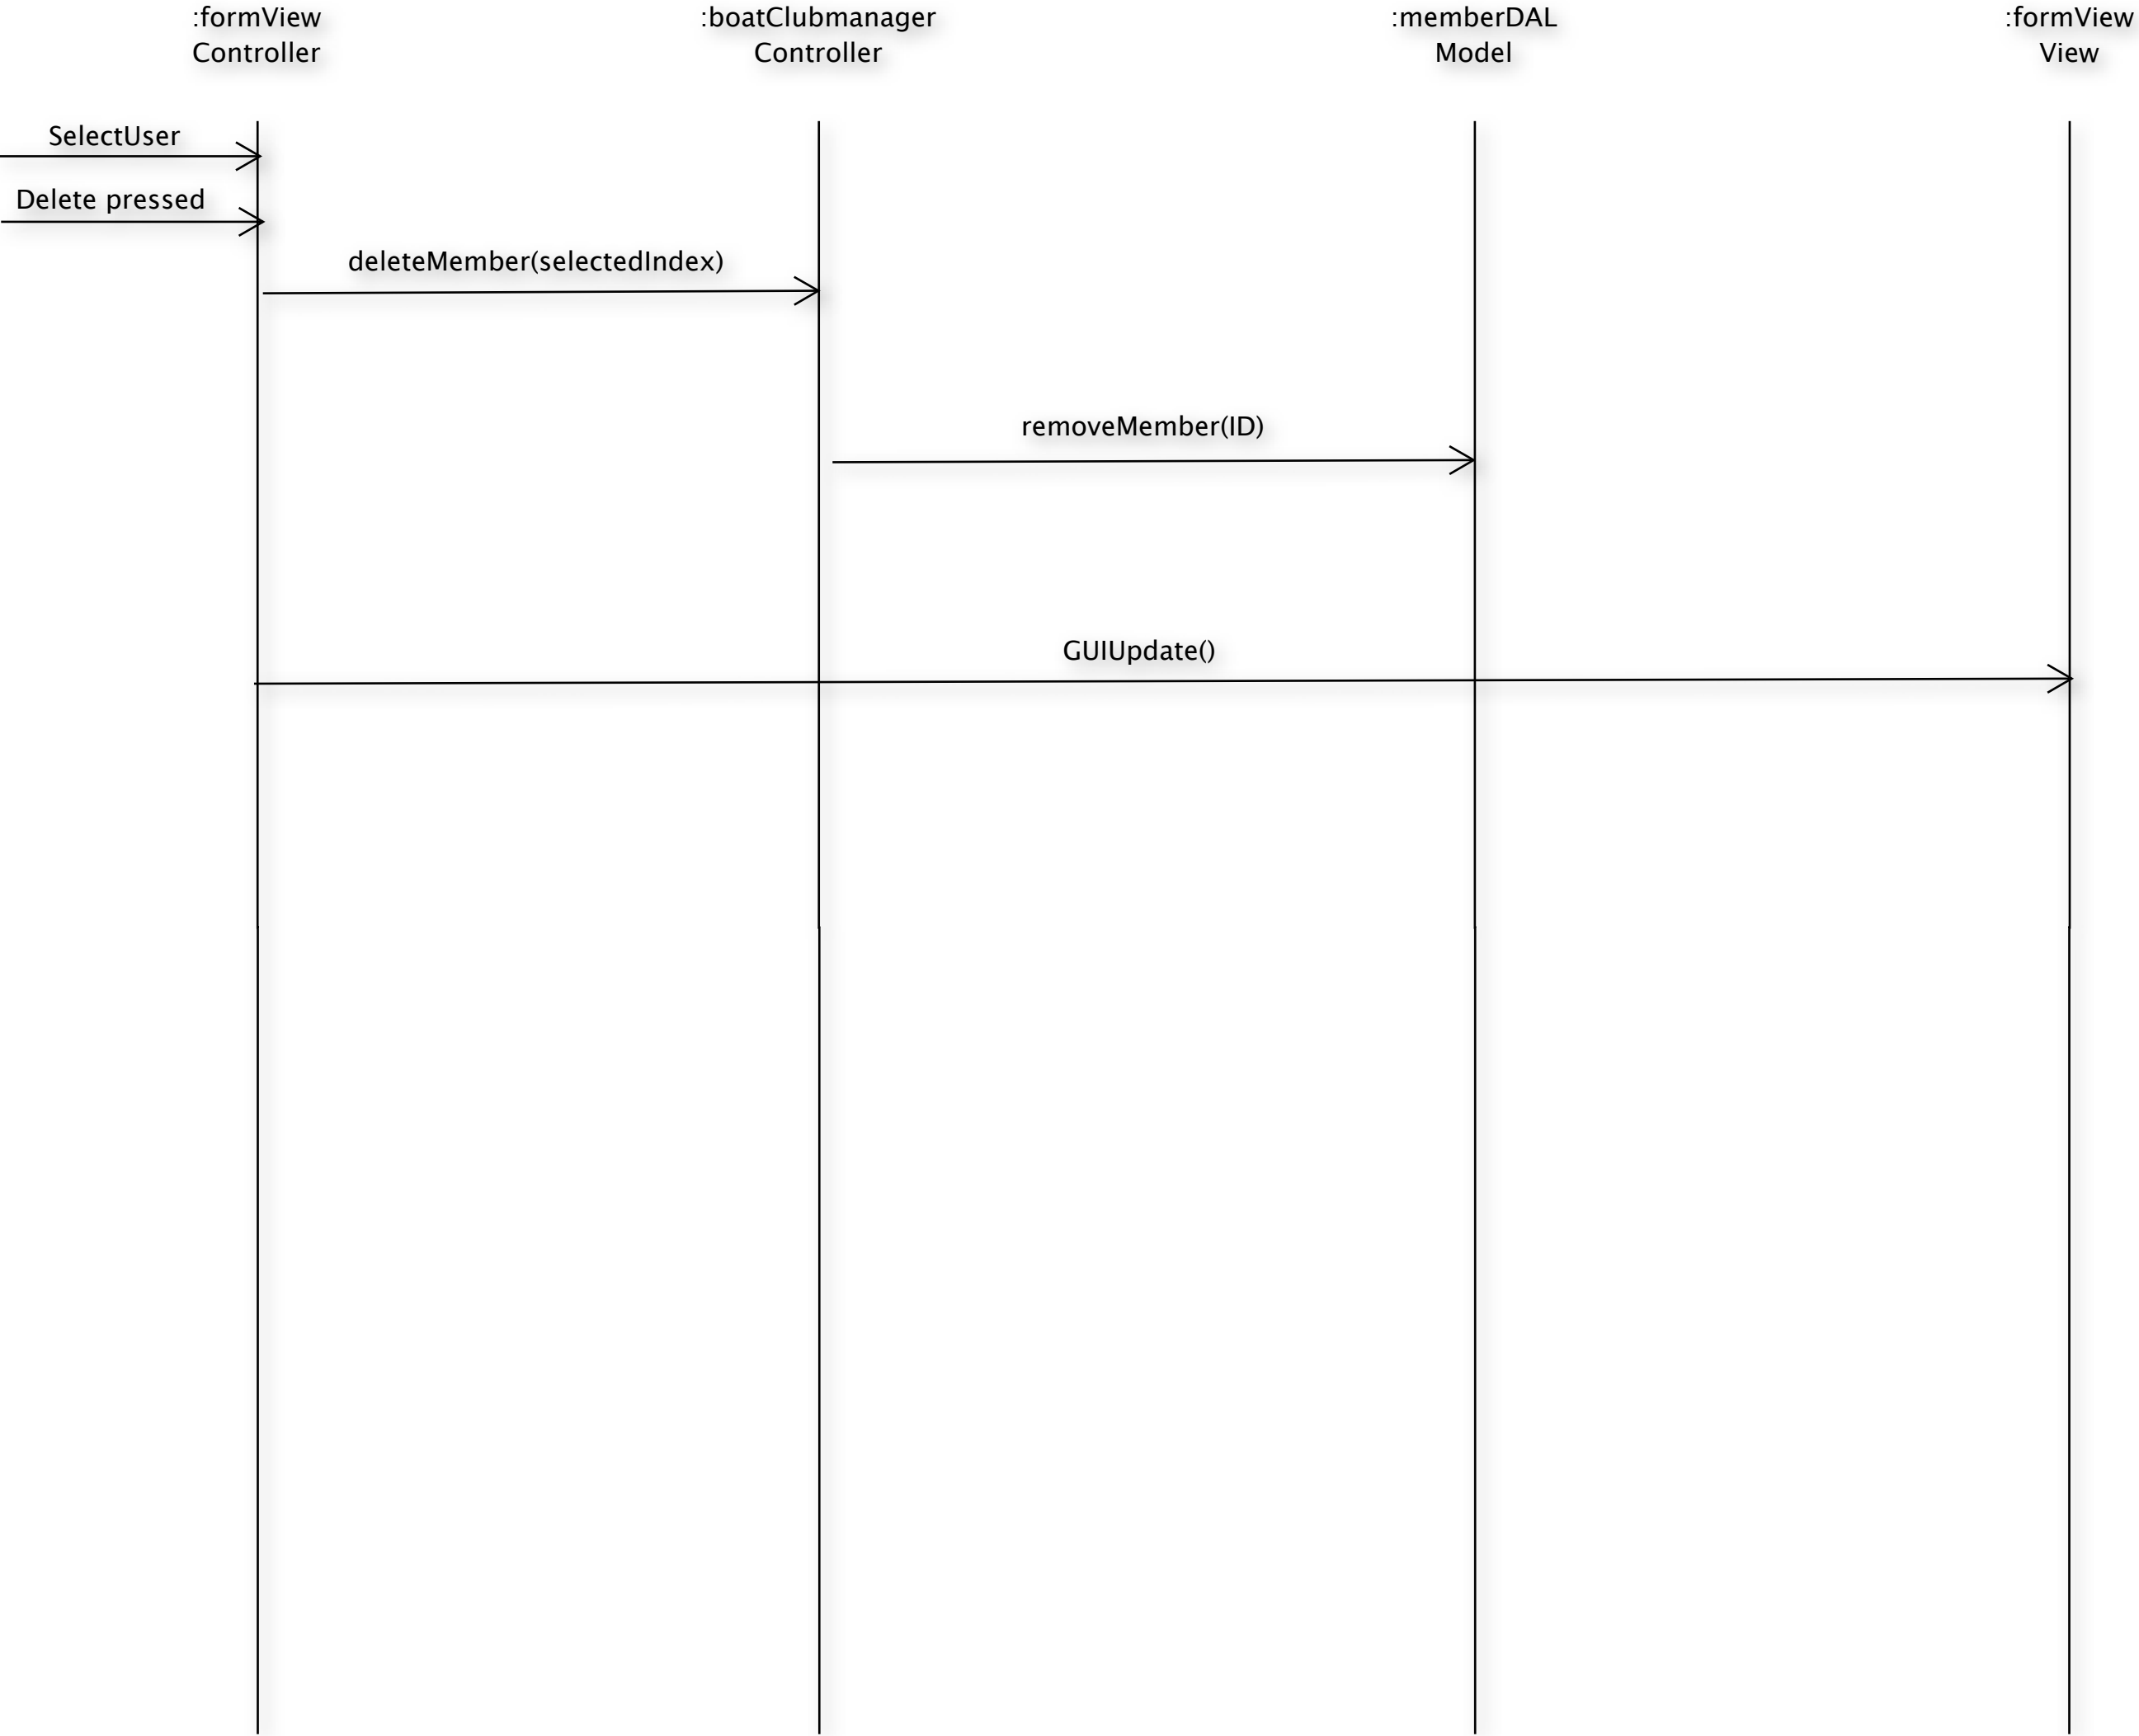 :formView
Controller
:boatClubmanager
Controller
:memberDAL
Model
:formView
View
SelectUser
Delete pressed
deleteMember(selectedIndex)
removeMember(ID)
GUIUpdate()